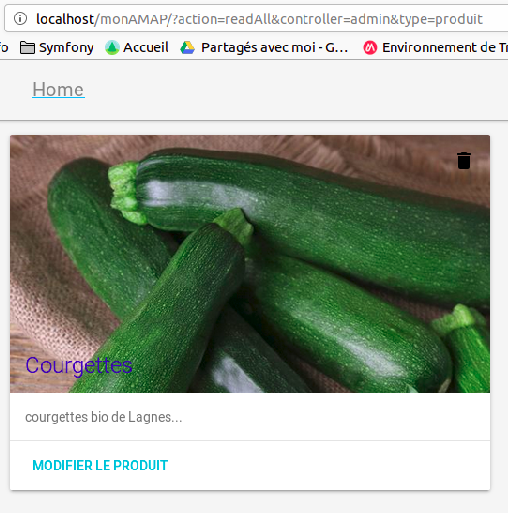 localhost/monAMAP/?action=readAll&controller=admin&type=produit
Symfony Accueil Partagés avec moi - G... Environnement de Tr
Home
Courgettes
courgettes bio de Lagnes...
MODIFIER LE PRODUIT